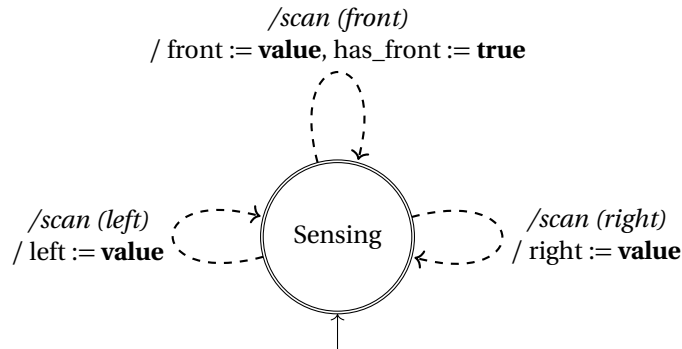 /scan (front)
/ front := value, has_front := true
/scan (left)
/ left := value
Sensing
/scan (right)
/ right := value